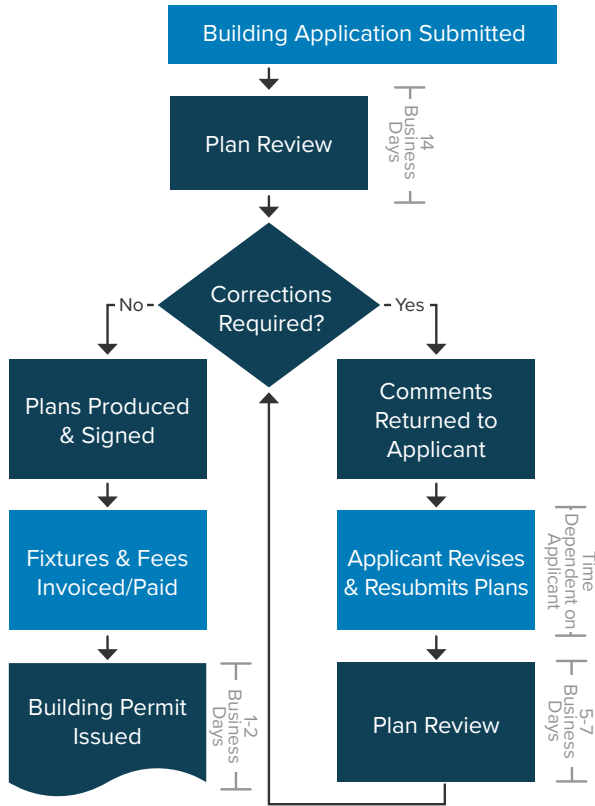 Building Application Submitted
Plan Review
14
Business
Days
Corrections
Required?
No
Yes
Plans Produced
& Signed
Comments
Returned to
Applicant
Fixtures & Fees
Invoiced/Paid
Applicant Revises
& Resubmits Plans
Time
Dependent on
Applicant
Building Permit
Issued
1-2
Business
Days
Plan Review
5-7
Business
Days